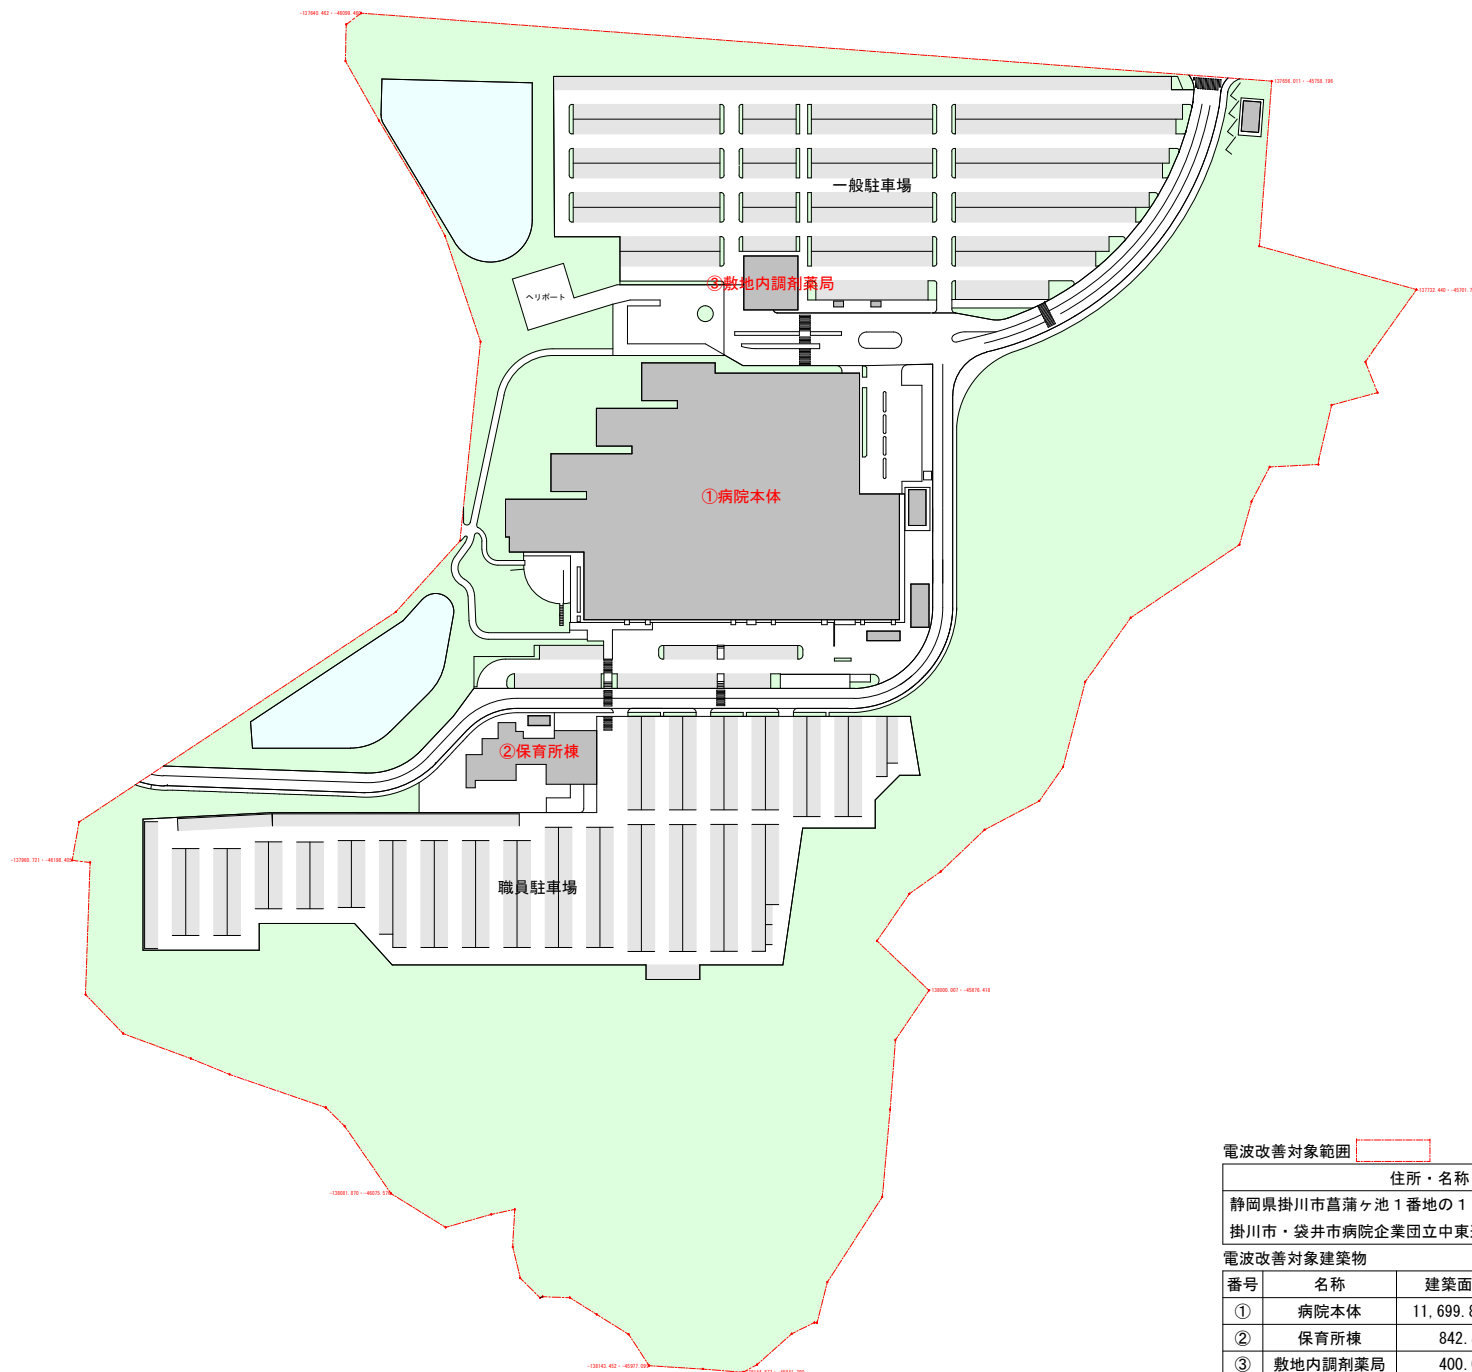 一般駐車場
③敷地内調剤薬局
ヘリポート
①病院本体
②保育所棟
職員駐車場
電波改善対象範囲
住所・名称
静岡県掛川市菖蒲ヶ池１番地の１
掛川市・袋井市病院企業団立中東
電波改善対象建築物
番号 名称 建築面
① 病院本体 11,699.8
② 保育所棟 842.
③ 敷地内調剤薬局 400.